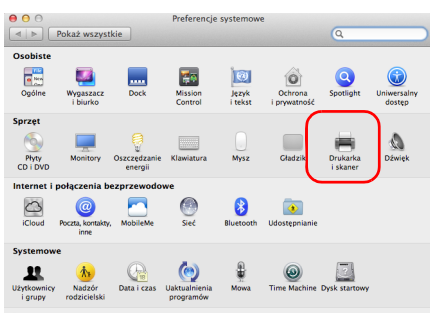 Preferencje systemowe
Pokaż wszystkie
Osobiste
Ogólne
Wygaszacz
i biurko
Dock
Mission
Control
Język
i tekst
Ochrona
i prywatność
Spotlight
Uniwersalny
dostęp
Sprzęt
Płyty
CD i DVD
Monitory
Oszczędzanie
energii
Klawiatura
Mysz
Gładzik
Drukarka
i skaner
Dźwięk
Internet i połączenia bezprzewodowe
iCloud
Poczta, kontakty,
inne
MobileMe
Sieć
Bluetooth
Udostępnianie
Systemowe
Użytkownicy
i grupy
Nadzór
rodzicielski
Data i czas
Uaktualnienia
programów
Mowa
Time Machine
Dysk startowy